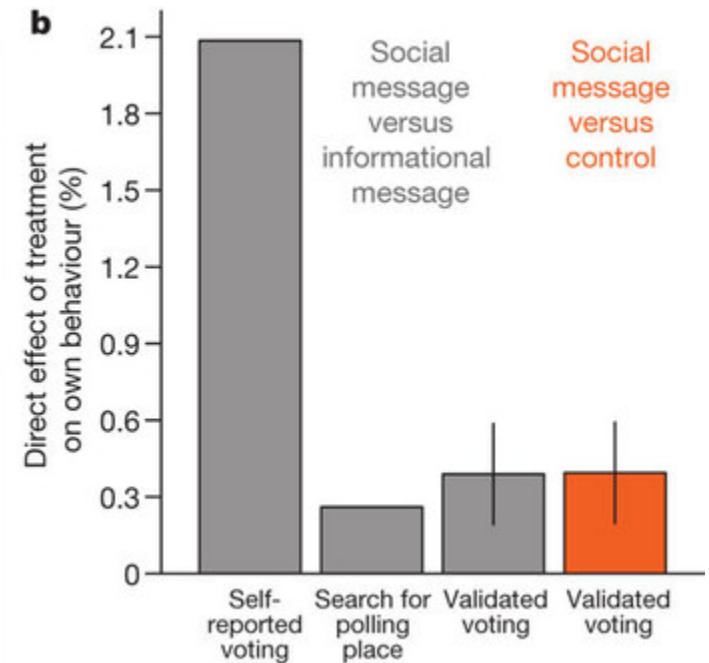 b
Direct effect of treatment
on own behaviour (%)
2.1
1.8
1.5
1.2
0.9
0.6
0.3
0
Social
message
versus
informational
message
Social
message
versus
control
Self-
reported
voting
Search for
polling
place
Validated
voting
Validated
voting